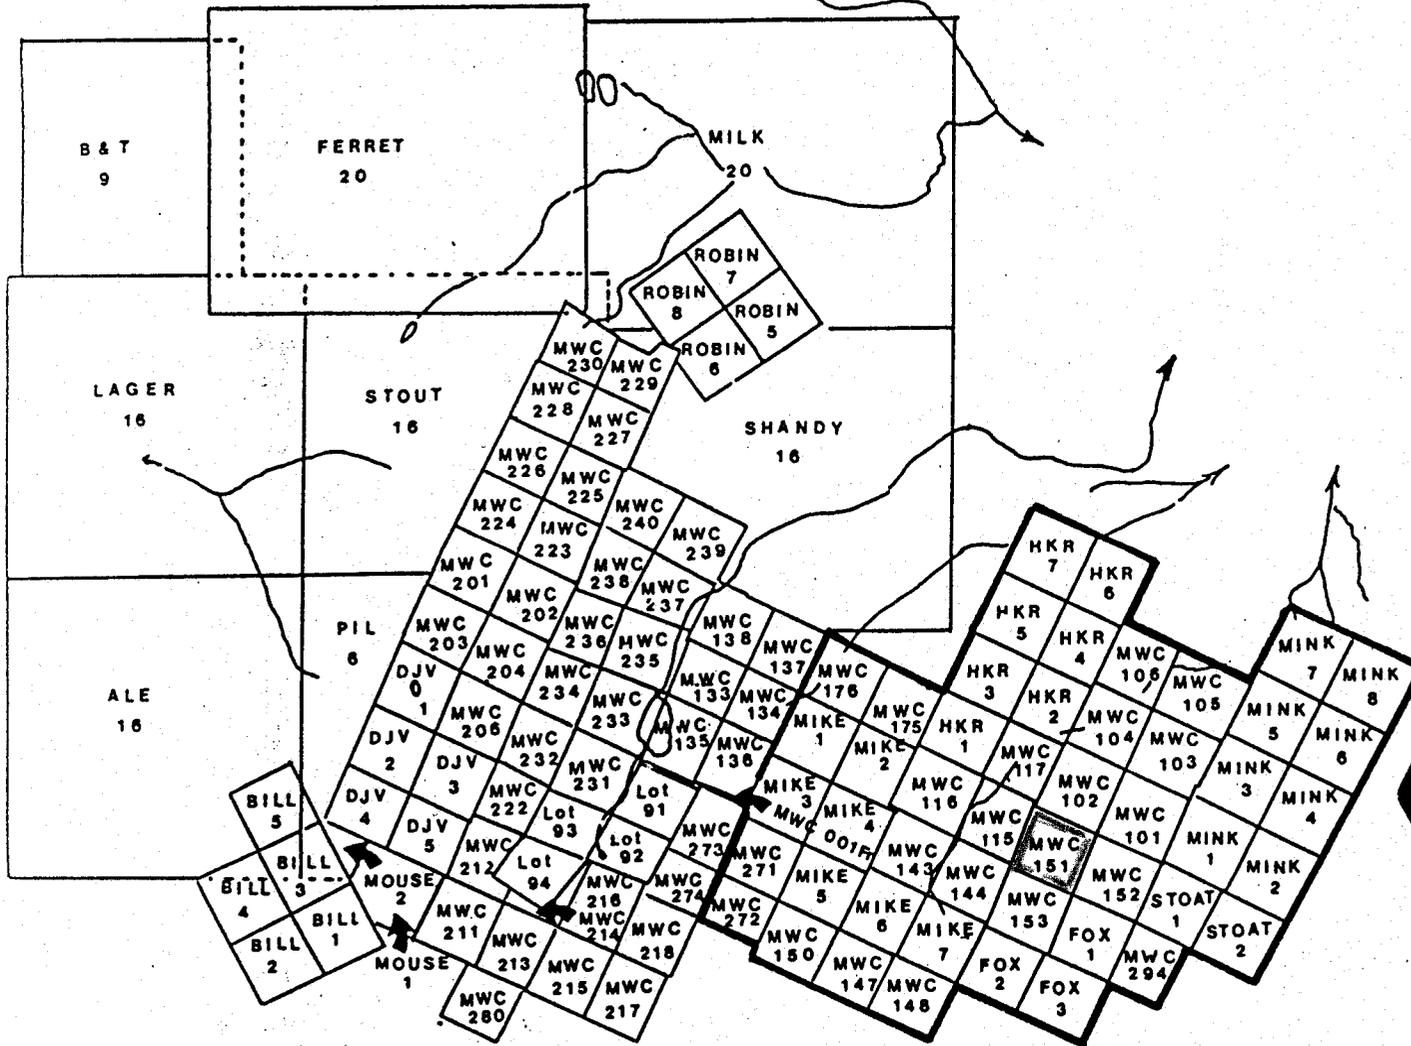 B & T
9
FERRET
20
MILK
20
ROBIN
7
ROBIN
8
ROBIN
5
ROBIN
6
LAGER
16
STOUT
16
SHANDY
16
MWC
230
MWC
229
MWC
228
MWC
227
MWC
226
MWC
225
MWC
224
MWC
223
MWC
240
MWC
239
MWC
201
MWC
202
MWC
238
MWC
237
MWC
203
MWC
204
MWC
236
MWC
235
MWC
138
MWC
137
PIL
6
ALE
16
DJV
1
MWC
206
MWC
234
MWC
233
MWC
133
MWC
134
MWC
135
MWC
136
DJV
2
DJV
3
MWC
232
MWC
231
DJV
4
DJV
5
MWC
222
Lot
93
Lot
91
MWC
212
Lot
94
Lot
92
MWC
273
MWC
274
BILL
5
BILL
3
BILL
4
BILL
1
BILL
2
MOUSE
2
MOUSE
1
MWC
211
MWC
213
MWC
216
MWC
214
MWC
218
MWC
215
MWC
217
MWC
280
HKR
7
HKR
6
HKR
5
HKR
4
HKR
3
HKR
2
HKR
1
MWC
106
MWC
105
MWC
104
MWC
103
MWC
176
MWC
175
MIKE
1
MIKE
2
MIKE
3
MIKE
4
MWC 001Fr
MWC
117
MWC
116
MWC
115
MWC
102
MWC
101
MWC
151
MWC
152
MWC
153
MWC
143
MWC
144
MWC
271
MWC
272
MIKE
5
MIKE
6
MIKE
7
MWC
150
MWC
147
MWC
148
FOX
1
FOX
2
FOX
3
MWC
294
STOAT
1
STOAT
2
MINK
7
MINK
8
MINK
5
MINK
6
MINK
3
MINK
4
MINK
1
MINK
2